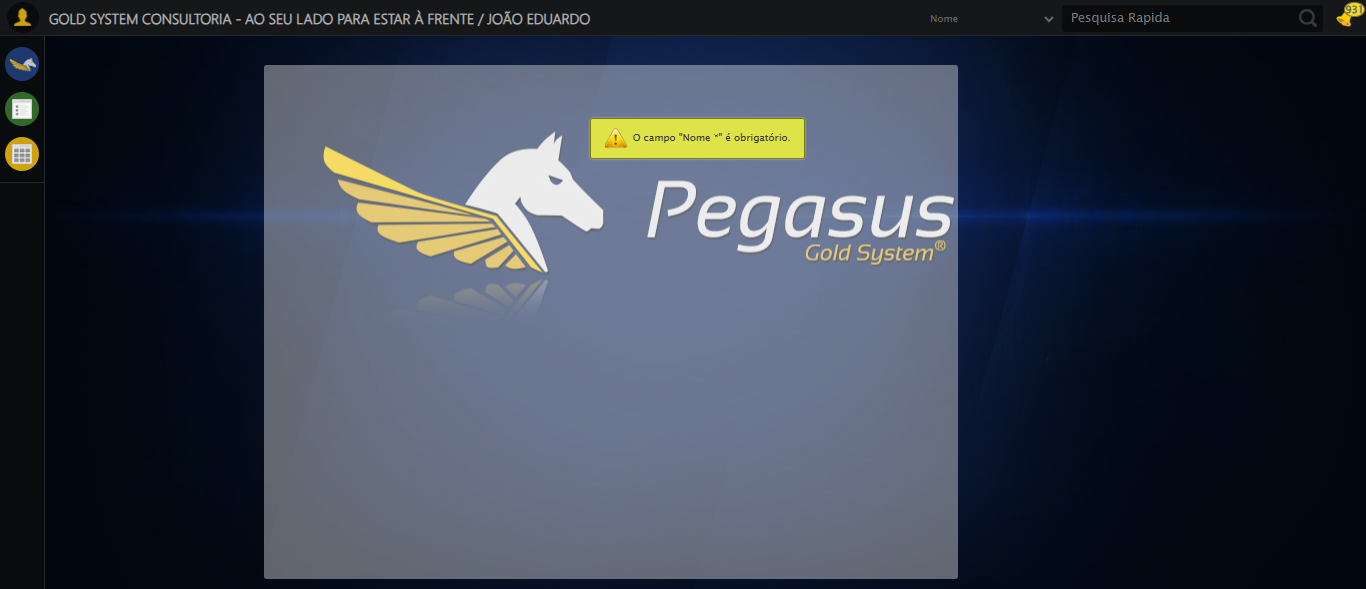 GOLD SYSTEM CONSULTORIA - AO SEU LADO PARA ESTAR À FRENTE / JOÃO EDUARDO
Nome
Pesquisa Rapida
931
O campo "Nome *" é obrigatório.
Pegasus
Gold System®